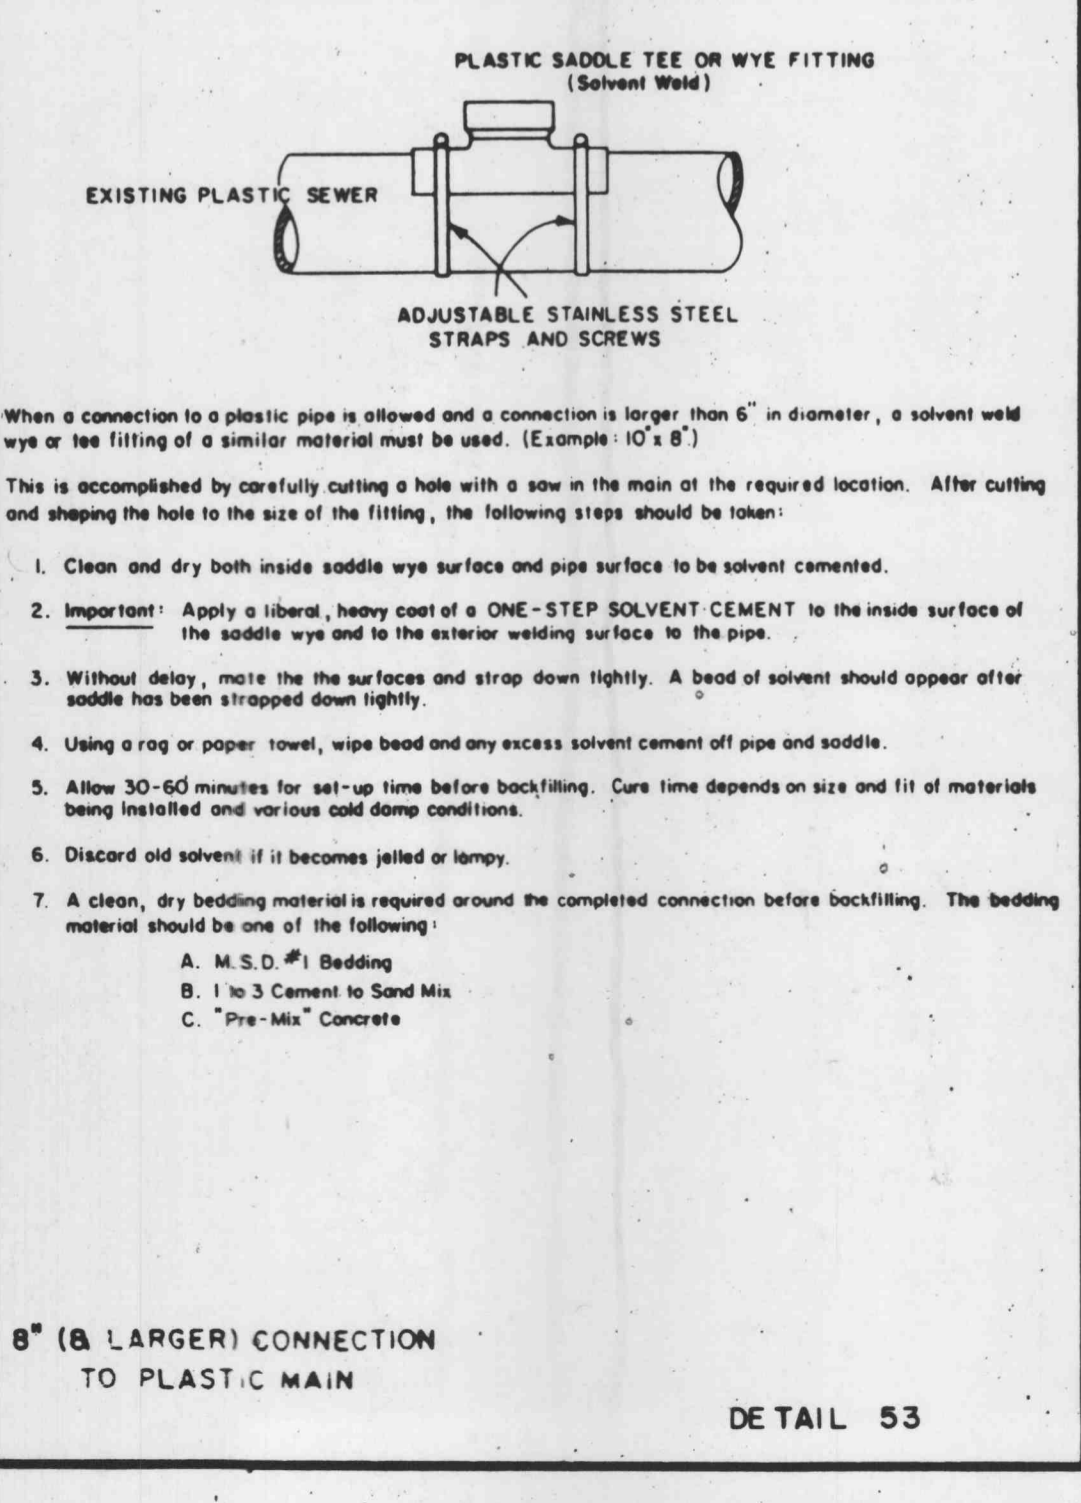 PLASTIC SADDLE TEE OR WYE FITTING
(Solvent Weld)
EXISTING PLASTIC SEWER
ADJUSTABLE STAINLESS STEEL
STRAPS AND SCREWS
When a connection to a plastic pipe is allowed and a connection is larger than 6" in diameter, a solvent weld
wye or tee fitting of a similar material must be used. (Example: 10"x 8".)
This is accomplished by carefully cutting a hole with a saw in the main at the required location. After cutting
and shaping the hole to the size of the fitting, the following steps should be taken:
1. Clean and dry both inside saddle wye surface and pipe surface to be solvent cemented.
2. Important: Apply a liberal, heavy coat of a ONE-STEP SOLVENT CEMENT to the inside surface of
the saddle wye and to the exterior welding surface to the pipe.
3. Without delay, mate the the surfaces and strap down tightly. A bead of solvent should appear after
saddle has been strapped down tightly.
4. Using a rag or paper towel, wipe bead and any excess solvent cement off pipe and saddle.
5. Allow 30-60 minutes for set-up time before backfilling. Cure time depends on size and fit of materials
being installed and various cold damp conditions.
6. Discard old solvent if it becomes jelled or lampy.
7. A clean, dry bedding material is required around the completed connection before backfilling. The bedding
material should be one of the following:
A. M.S.D. #1 Bedding
B. 1 to 3 Cement to Sand Mix
C. "Pre-Mix" Concrete
8" (& LARGER) CONNECTION
TO PLASTIC MAIN
DETAIL 53